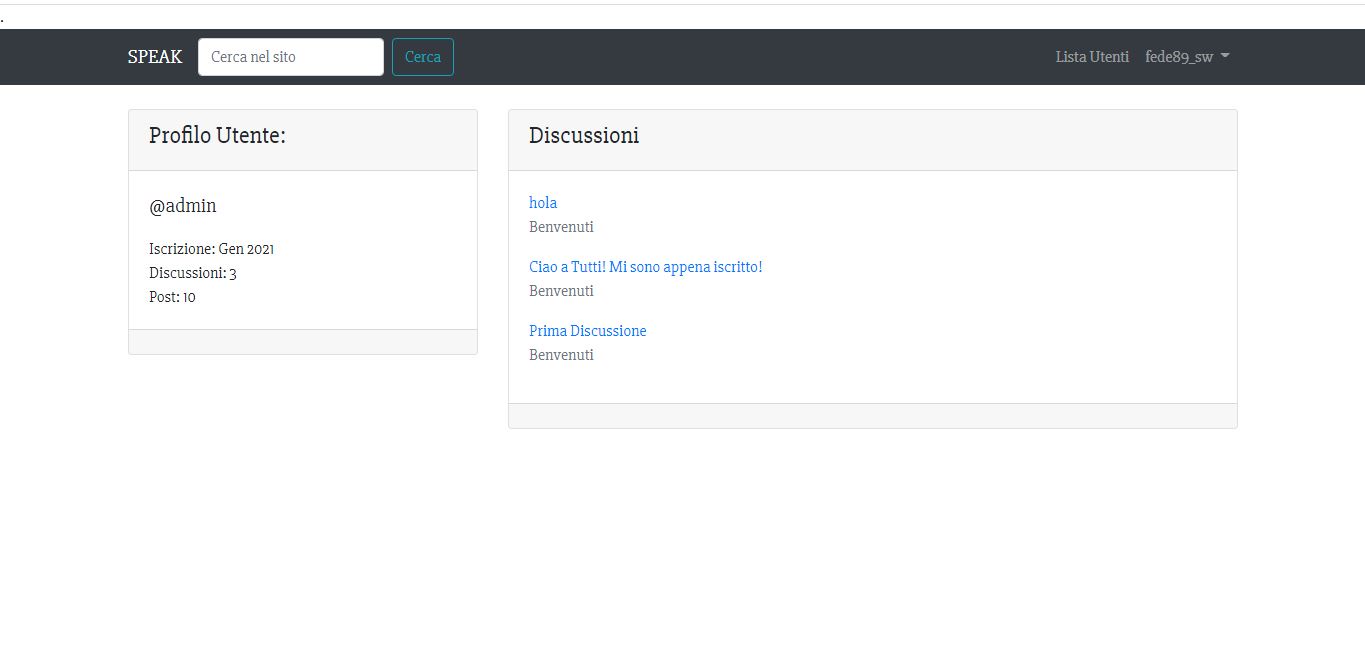 .
SPEAK Cerca nel sito Cerca Lista Utenti fede89_sw
Profilo Utente:
@admin
Iscrizione: Gen 2021
Discussioni: 3
Post: 10
Discussioni
hola
Benvenuti
Ciao a Tutti! Mi sono appena iscritto!
Benvenuti
Prima Discussione
Benvenuti